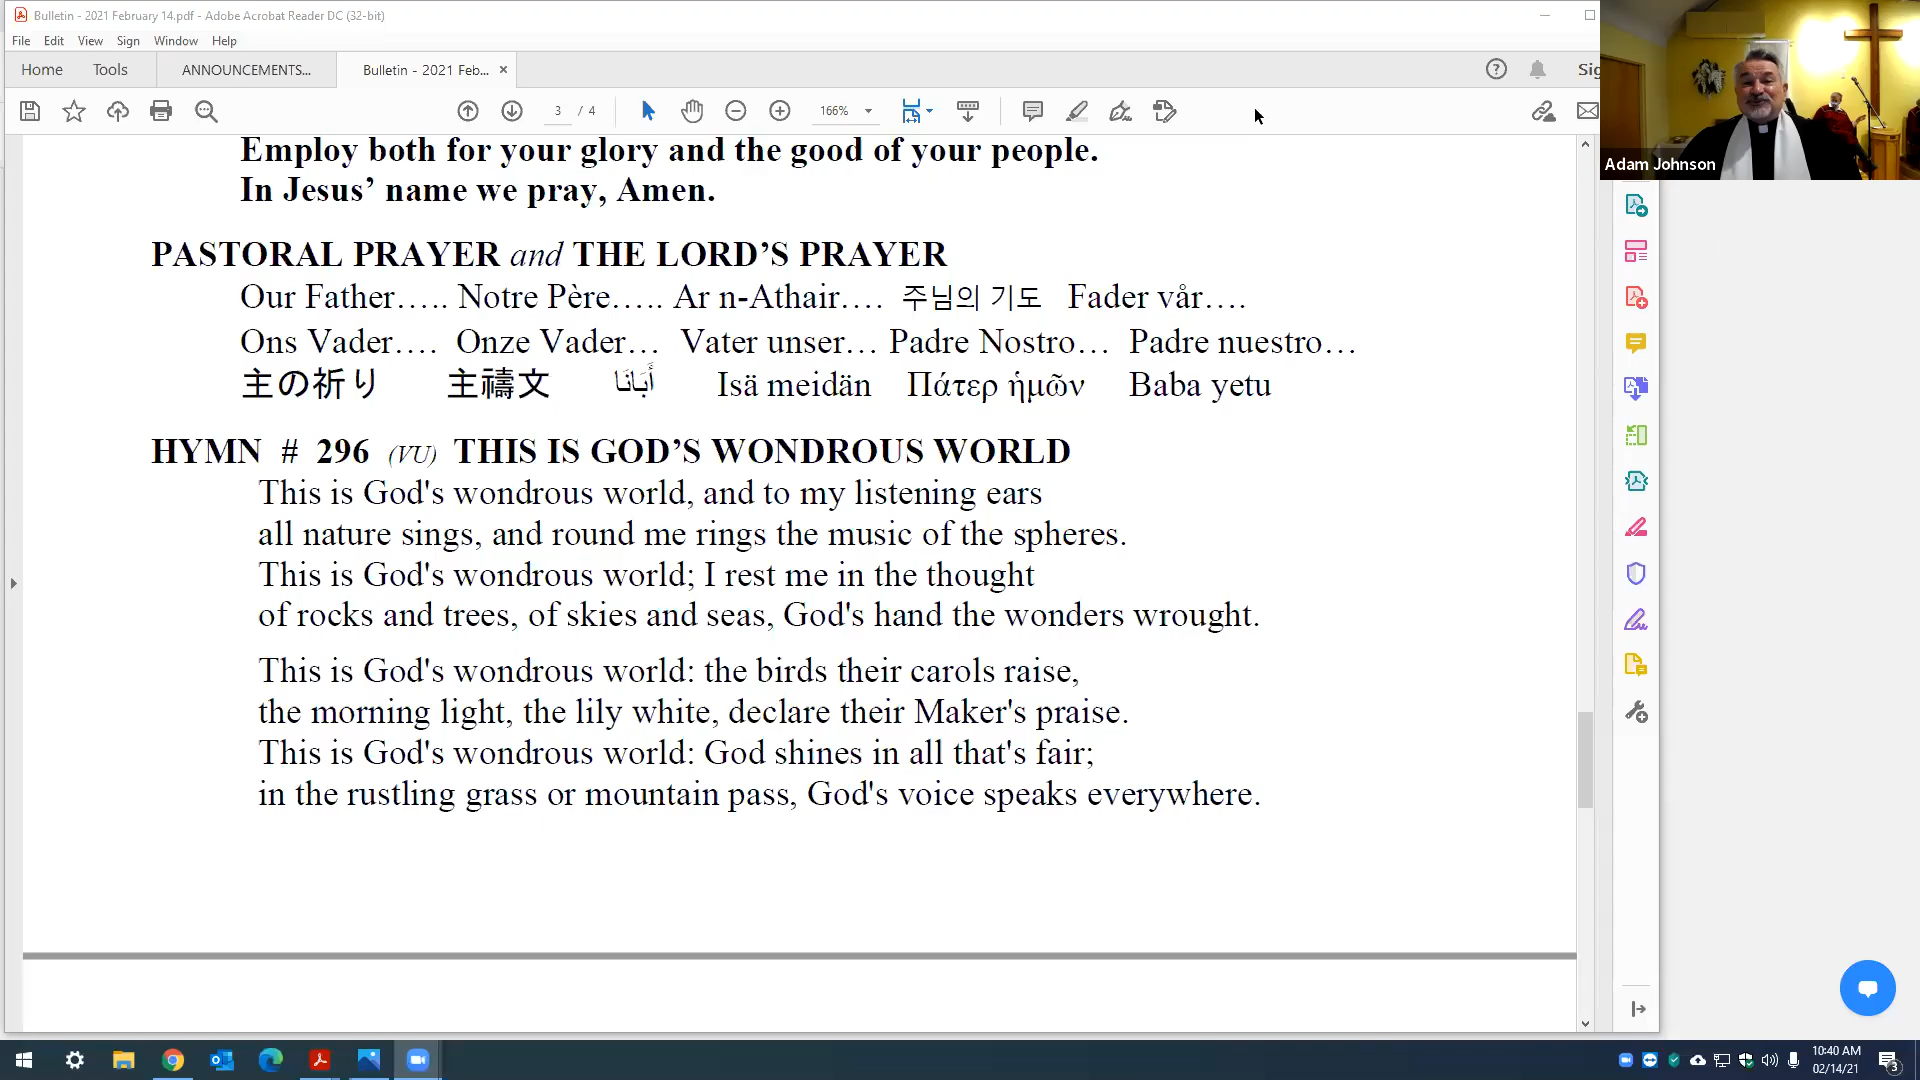 Bulletin - 2021 February 14.pdf - Adobe Acrobat Reader DC (32-bit)
File Edit View Sign Window Help
Home Tools ANNOUNCEMENTS... Bulletin - 2021 Feb... × Sig
3 / 4 166%
Adam Johnson
Employ both for your glory and the good of your people.
In Jesus’ name we pray, Amen.
PASTORAL PRAYER and THE LORD’S PRAYER
Our Father….. Notre Père….. Ar n-Athair…. 주님의 기도 Fader vår….
Ons Vader…. Onze Vader… Vater unser… Padre Nostro… Padre nuestro…
主の祈り 主禱文 أَبَانَا Isä meidän Πάτερ ἡμῶν Baba yetu
HYMN # 296 (VU) THIS IS GOD’S WONDROUS WORLD
This is God's wondrous world, and to my listening ears
all nature sings, and round me rings the music of the spheres.
This is God's wondrous world; I rest me in the thought
of rocks and trees, of skies and seas, God's hand the wonders wrought.
This is God's wondrous world: the birds their carols raise,
the morning light, the lily white, declare their Maker's praise.
This is God's wondrous world: God shines in all that's fair;
in the rustling grass or mountain pass, God's voice speaks everywhere.
10:40 AM
02/14/21
3